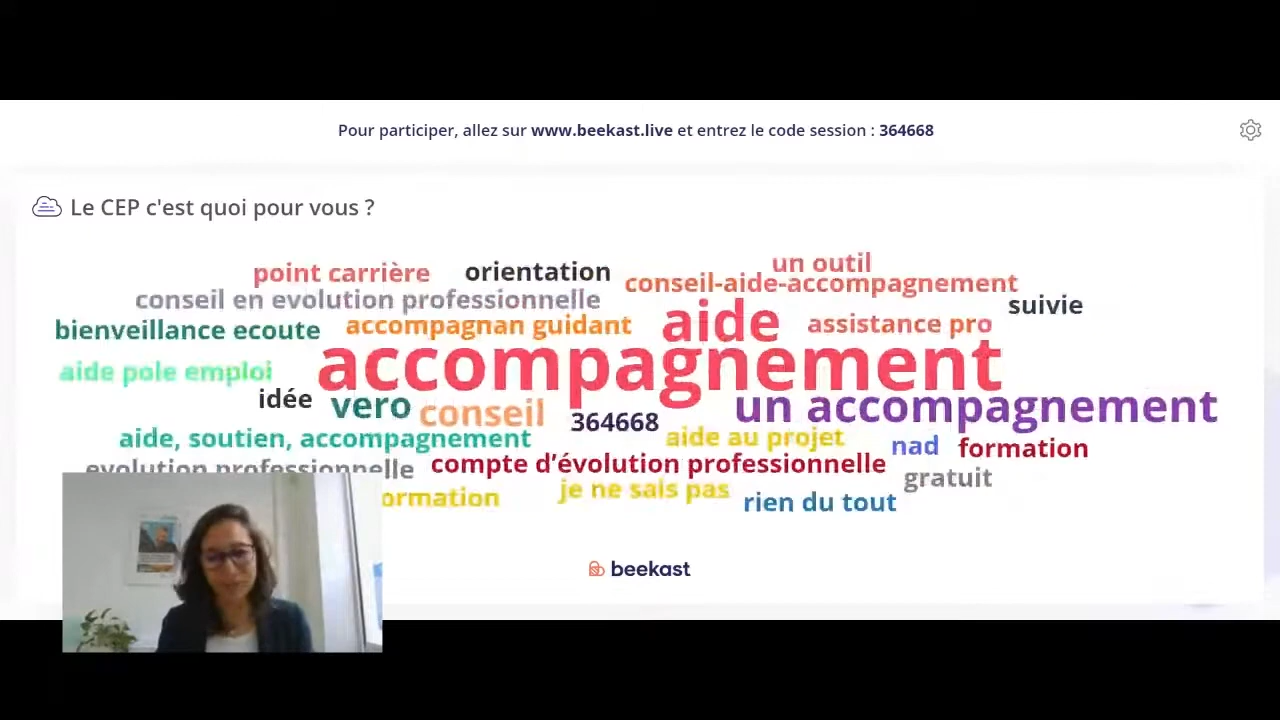 Pour participer, allez sur www.beekast.live et entrez le code session : 364668
Le CEP c'est quoi pour vous ?
un outil
point carrière
orientation
conseil-aide-accompagnement
conseil en evolution professionnelle
suivie
bienveillance ecoute
accompagnan guidant
aide
assistance pro
aide pole emploi
accompagnement
idée
vero
conseil
364668
un accompagnement
aide, soutien, accompagnement
aide au projet
nad
formation
evolution professionnelle
compte d’évolution professionnelle
gratuit
ormation
je ne sais pas
rien du tout
beekast